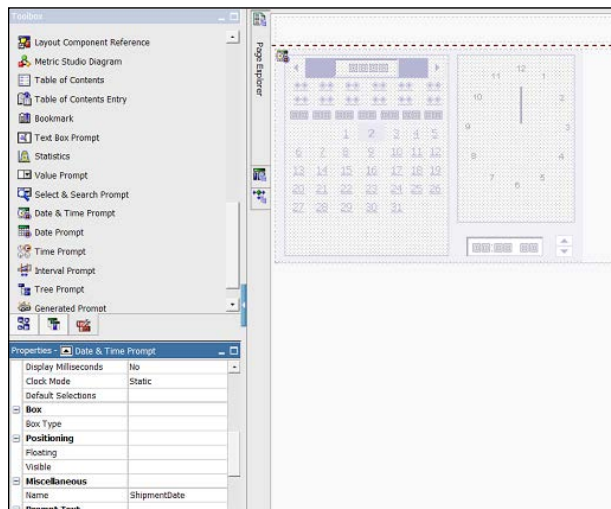 Toolbox
Layout Component Reference
Metric Studio Diagram
Table of Contents
Table of Contents Entry
Bookmark
Text Box Prompt
Statistics
Value Prompt
Select & Search Prompt
Date & Time Prompt
Date Prompt
Time Prompt
Interval Prompt
Tree Prompt
Generated Prompt
Properties - Date & Time Prompt
Display Milliseconds No
Clock Mode Static
Default Selections
Box
Box Type
Positioning
Floating
Visible
Miscellaneous
Name ShipmentDate
Prompt Text
Page Explorer
1 2 3 4 5
6 7 8 9 10 11 12
13 14 15 16 17 18 19
20 21 22 23 24 25 26
27 28 29 30 31
12
11 1
10 2
9 3
8 4
7 5
6